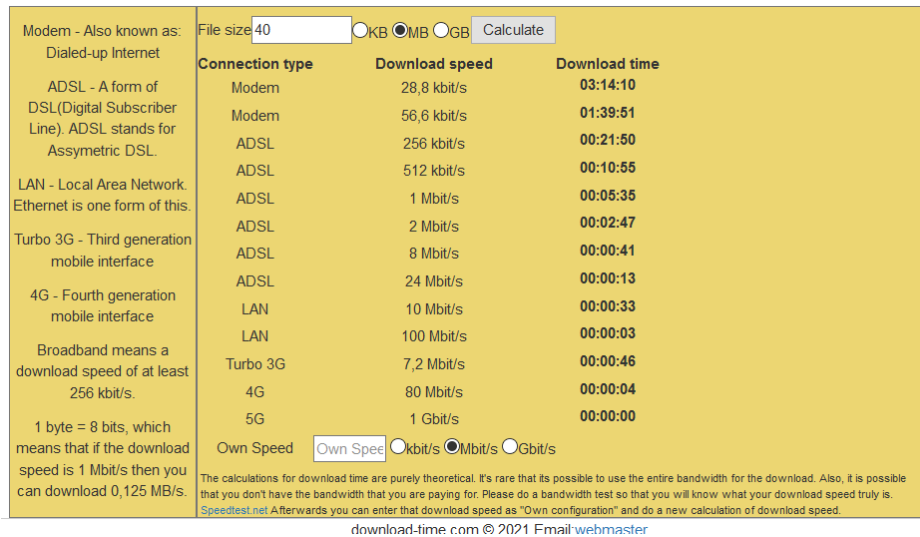 Modem - Also known as:
Dialed-up Internet
ADSL - A form of
DSL(Digital Subscriber
Line). ADSL stands for
Assymetric DSL.
LAN - Local Area Network.
Ethernet is one form of this.
Turbo 3G - Third generation
mobile interface
4G - Fourth generation
mobile interface
Broadband means a
download speed of at least
256 kbit/s.
1 byte = 8 bits, which
means that if the download
speed is 1 Mbit/s then you
can download 0,125 MB/s.
File size 40 KB MB GB Calculate
Connection type Download speed Download time
Modem 28,8 kbit/s 03:14:10
Modem 56,6 kbit/s 01:39:51
ADSL 256 kbit/s 00:21:50
ADSL 512 kbit/s 00:10:55
ADSL 1 Mbit/s 00:05:35
ADSL 2 Mbit/s 00:02:47
ADSL 8 Mbit/s 00:00:41
ADSL 24 Mbit/s 00:00:13
LAN 10 Mbit/s 00:00:33
LAN 100 Mbit/s 00:00:03
Turbo 3G 7,2 Mbit/s 00:00:46
4G 80 Mbit/s 00:00:04
5G 1 Gbit/s 00:00:00
Own Speed Own Spee kbit/s Mbit/s Gbit/s
The calculations for download time are purely theoretical. It's rare that its possible to use the entire bandwidth for the download. Also, it is possible
that you don't have the bandwidth that you are paying for. Please do a bandwidth test so that you will know what your download speed truly is.
Speedtest.net Afterwards you can enter that download speed as "Own configuration" and do a new calculation of download speed.
download-time.com © 2021 Email:webmaster